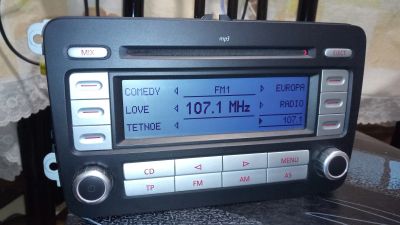 mp3
MIX
EJECT
COMEDY FM1 EUROPA
LOVE 107.1 MHz RADIO
TETNOE 107.1
CD MENU
TP FM AM AS